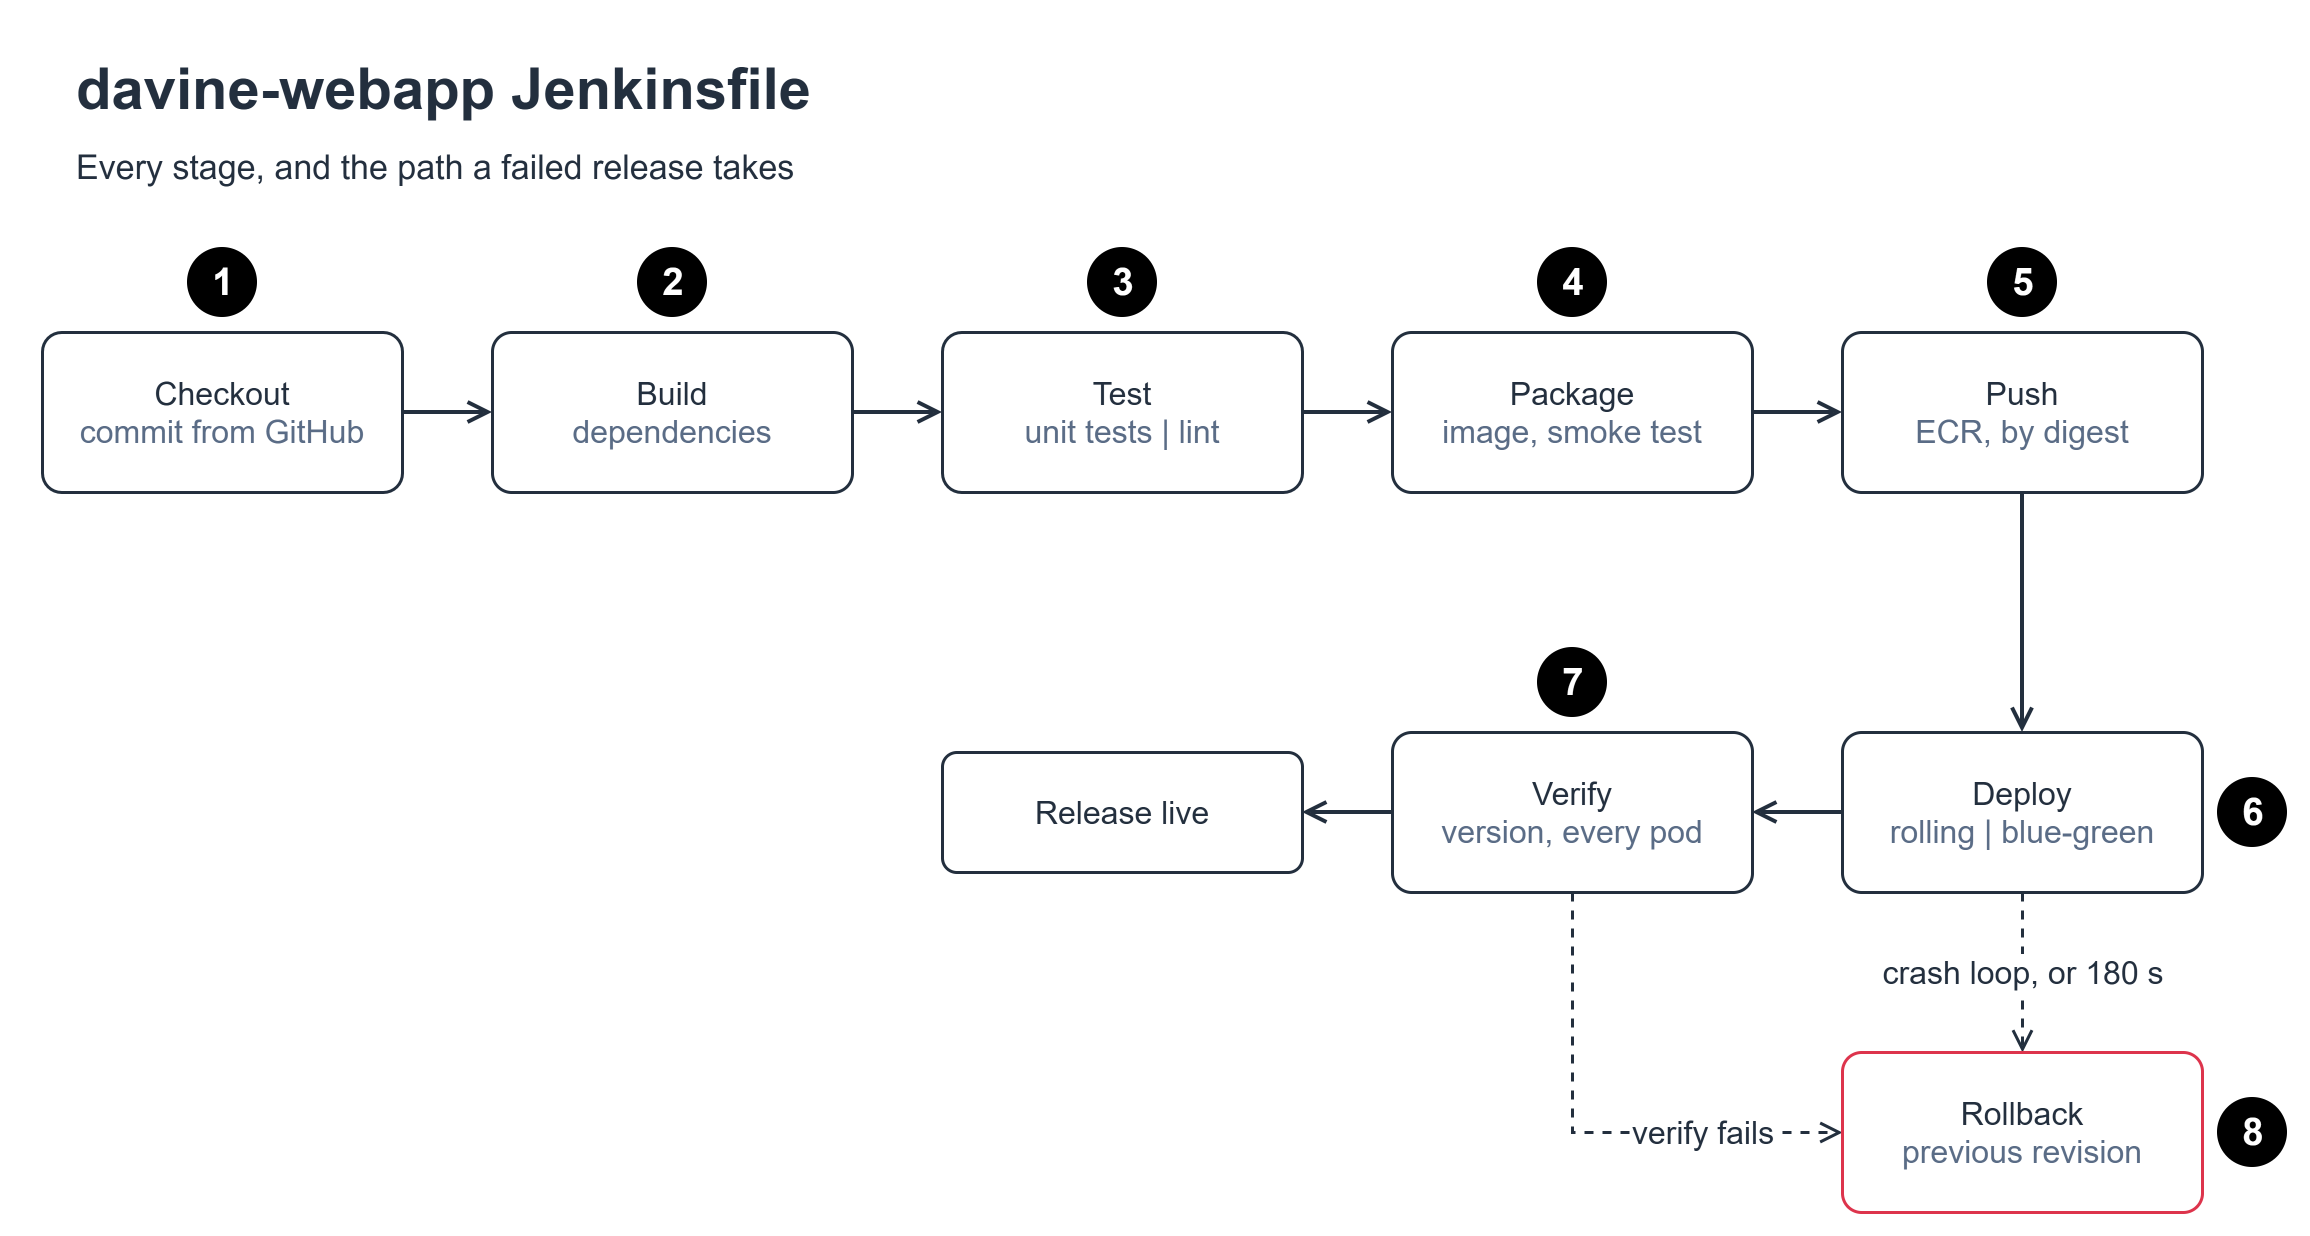 davine-webapp Jenkinsfile
Every stage, and the path a failed release takes
1
2
3
4
5
Checkout
commit from GitHub
Build
dependencies
Test
unit tests | lint
Package
image, smoke test
Push
ECR, by digest
7
Release live
Verify
version, every pod
Deploy
rolling | blue-green
6
crash loop, or 180 s
verify fails
Rollback
previous revision
8